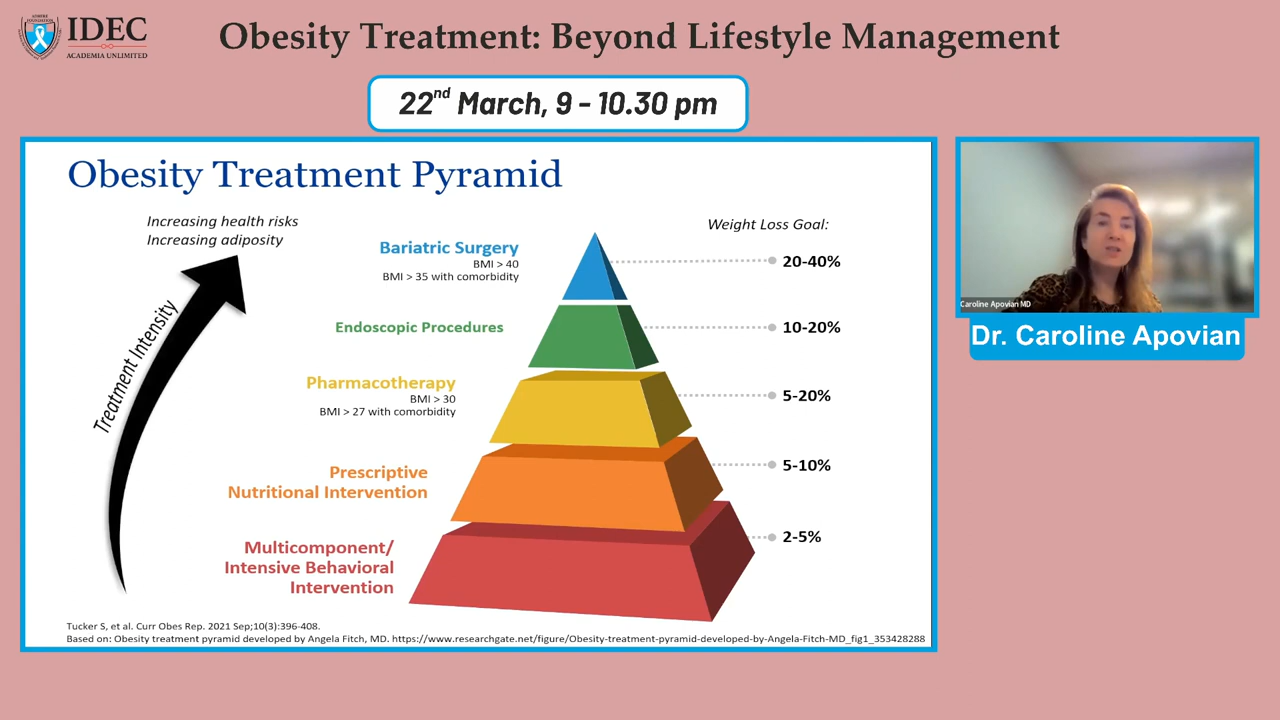 IDEC
ACADEMIA UNLIMITED
Obesity Treatment: Beyond Lifestyle Management
22nd March, 9 - 10.30 pm
Obesity Treatment Pyramid
Increasing health risks
Increasing adiposity
Treatment Intensity
Weight Loss Goal:
Bariatric Surgery
BMI > 40
BMI > 35 with comorbidity
20-40%
Endoscopic Procedures
10-20%
Pharmacotherapy
BMI > 30
BMI > 27 with comorbidity
5-20%
Prescriptive
Nutritional Intervention
5-10%
Multicomponent/
Intensive Behavioral
Intervention
2-5%
Tucker S, et al. Curr Obes Rep. 2021 Sep;10(3):396-408.
Based on: Obesity treatment pyramid developed by Angela Fitch, MD. https://www.researchgate.net/figure/Obesity-treatment-pyramid-developed-by-Angela-Fitch-MD_fig1_353428288
Caroline Apovian MD
Dr. Caroline Apovian